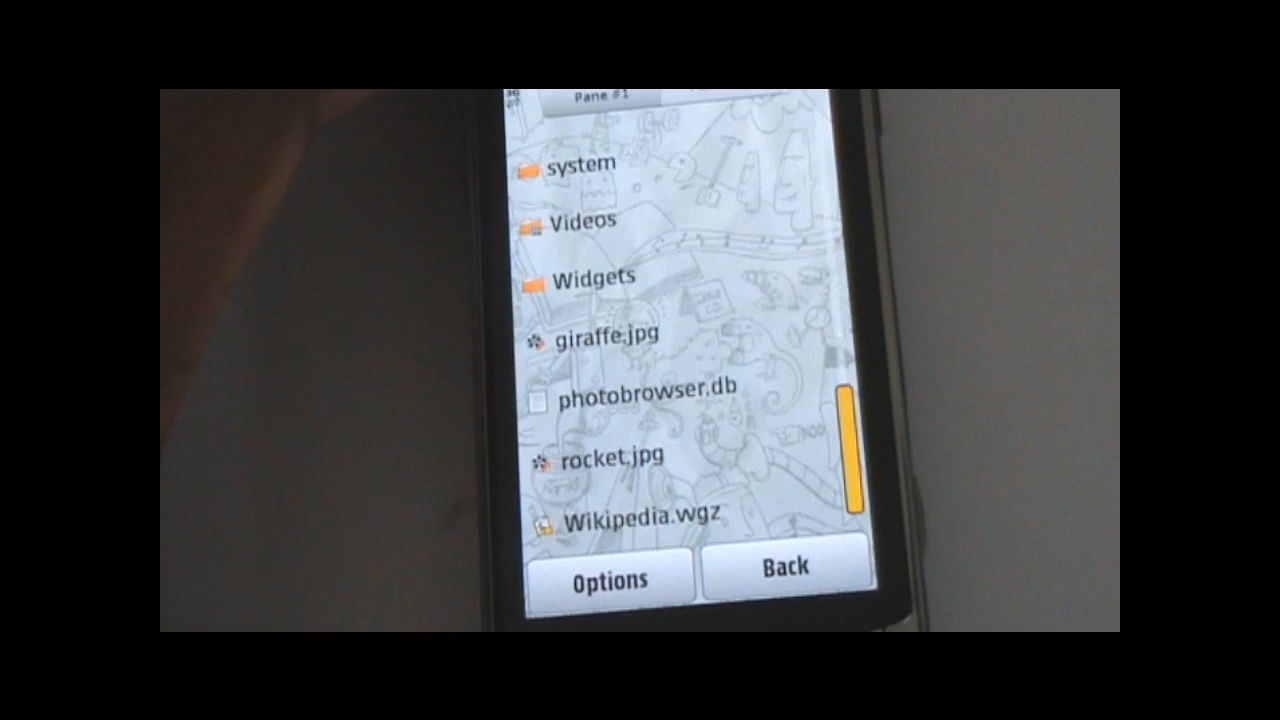 Pane #1
system
Videos
Widgets
giraffe.jpg
photobrowser.db
rocket.jpg
Wikipedia.wgz
Options
Back